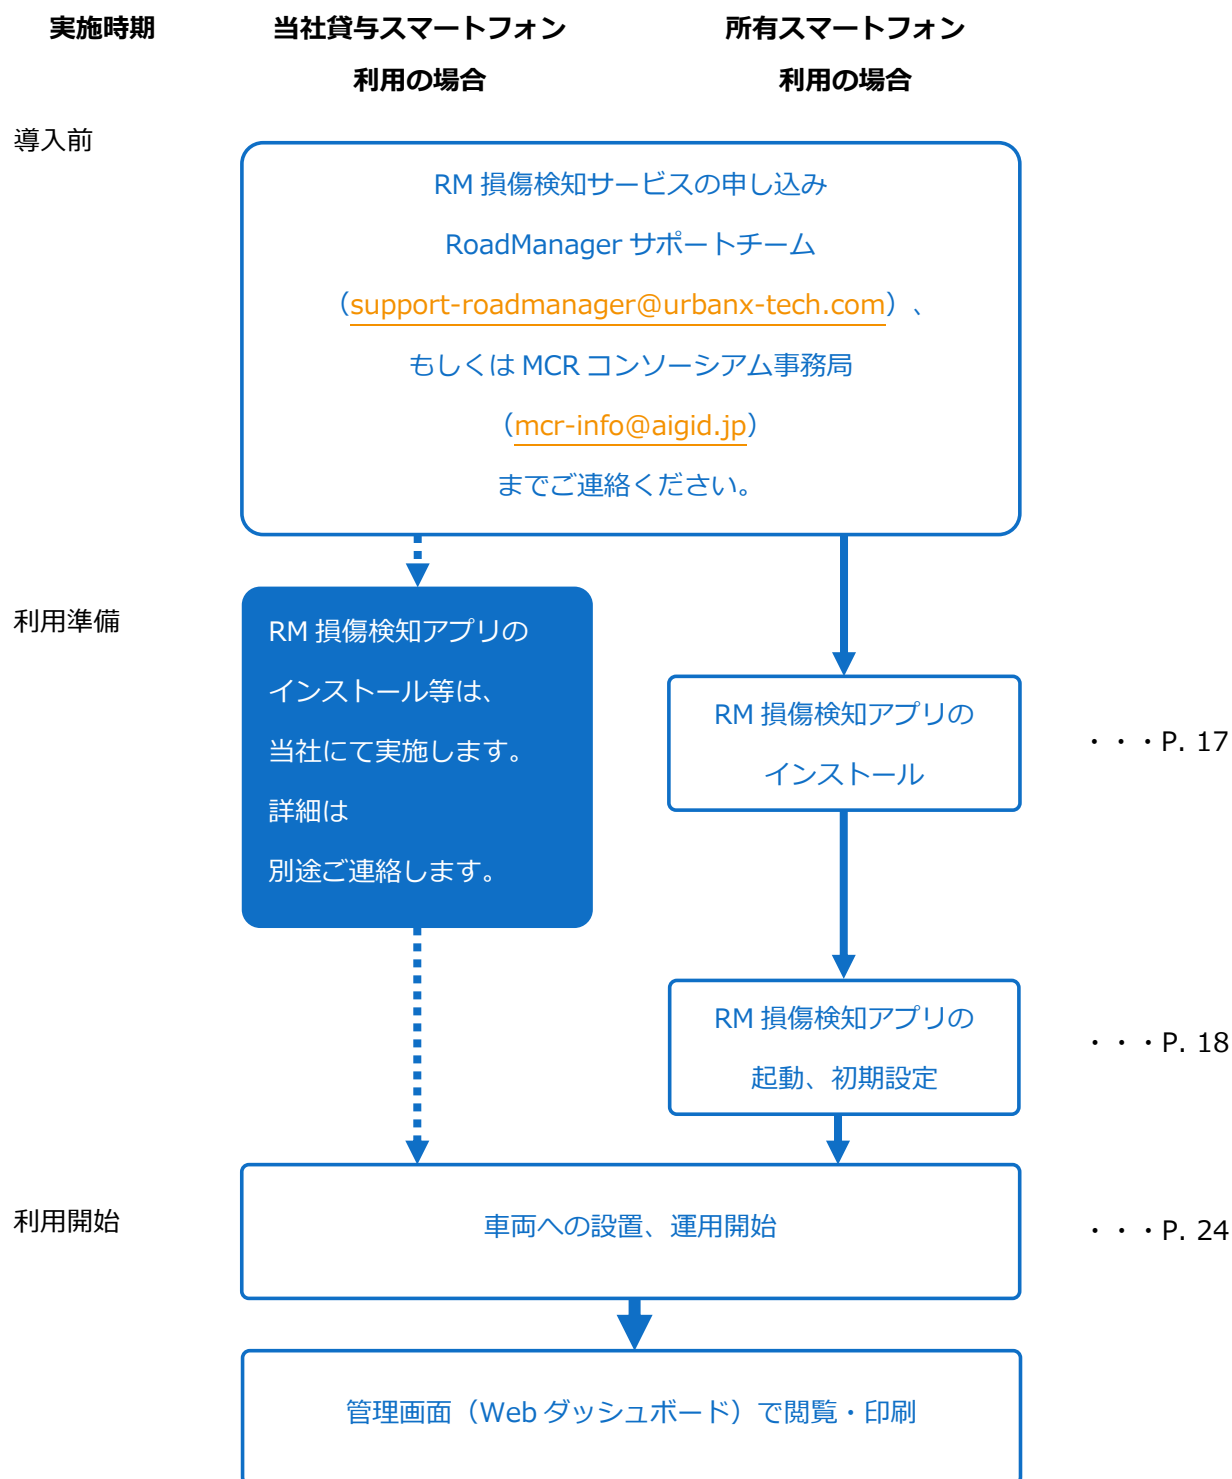 実施時期
当社貸与スマートフォン
利用の場合
所有スマートフォン
利用の場合
導入前
RM 損傷検知サービスの申し込み
RoadManager サポートチーム
（support-roadmanager@urbanx-tech.com）、
もしくは MCR コンソーシアム事務局
（mcr-info@aigid.jp）
までご連絡ください。
利用準備
RM 損傷検知アプリの
インストール等は、
当社にて実施します。
詳細は
別途ご連絡します。
RM 損傷検知アプリの
インストール
・・・P. 17
RM 損傷検知アプリの
起動、初期設定
・・・P. 18
利用開始
車両への設置、運用開始
・・・P. 24
管理画面（Web ダッシュボード）で閲覧・印刷